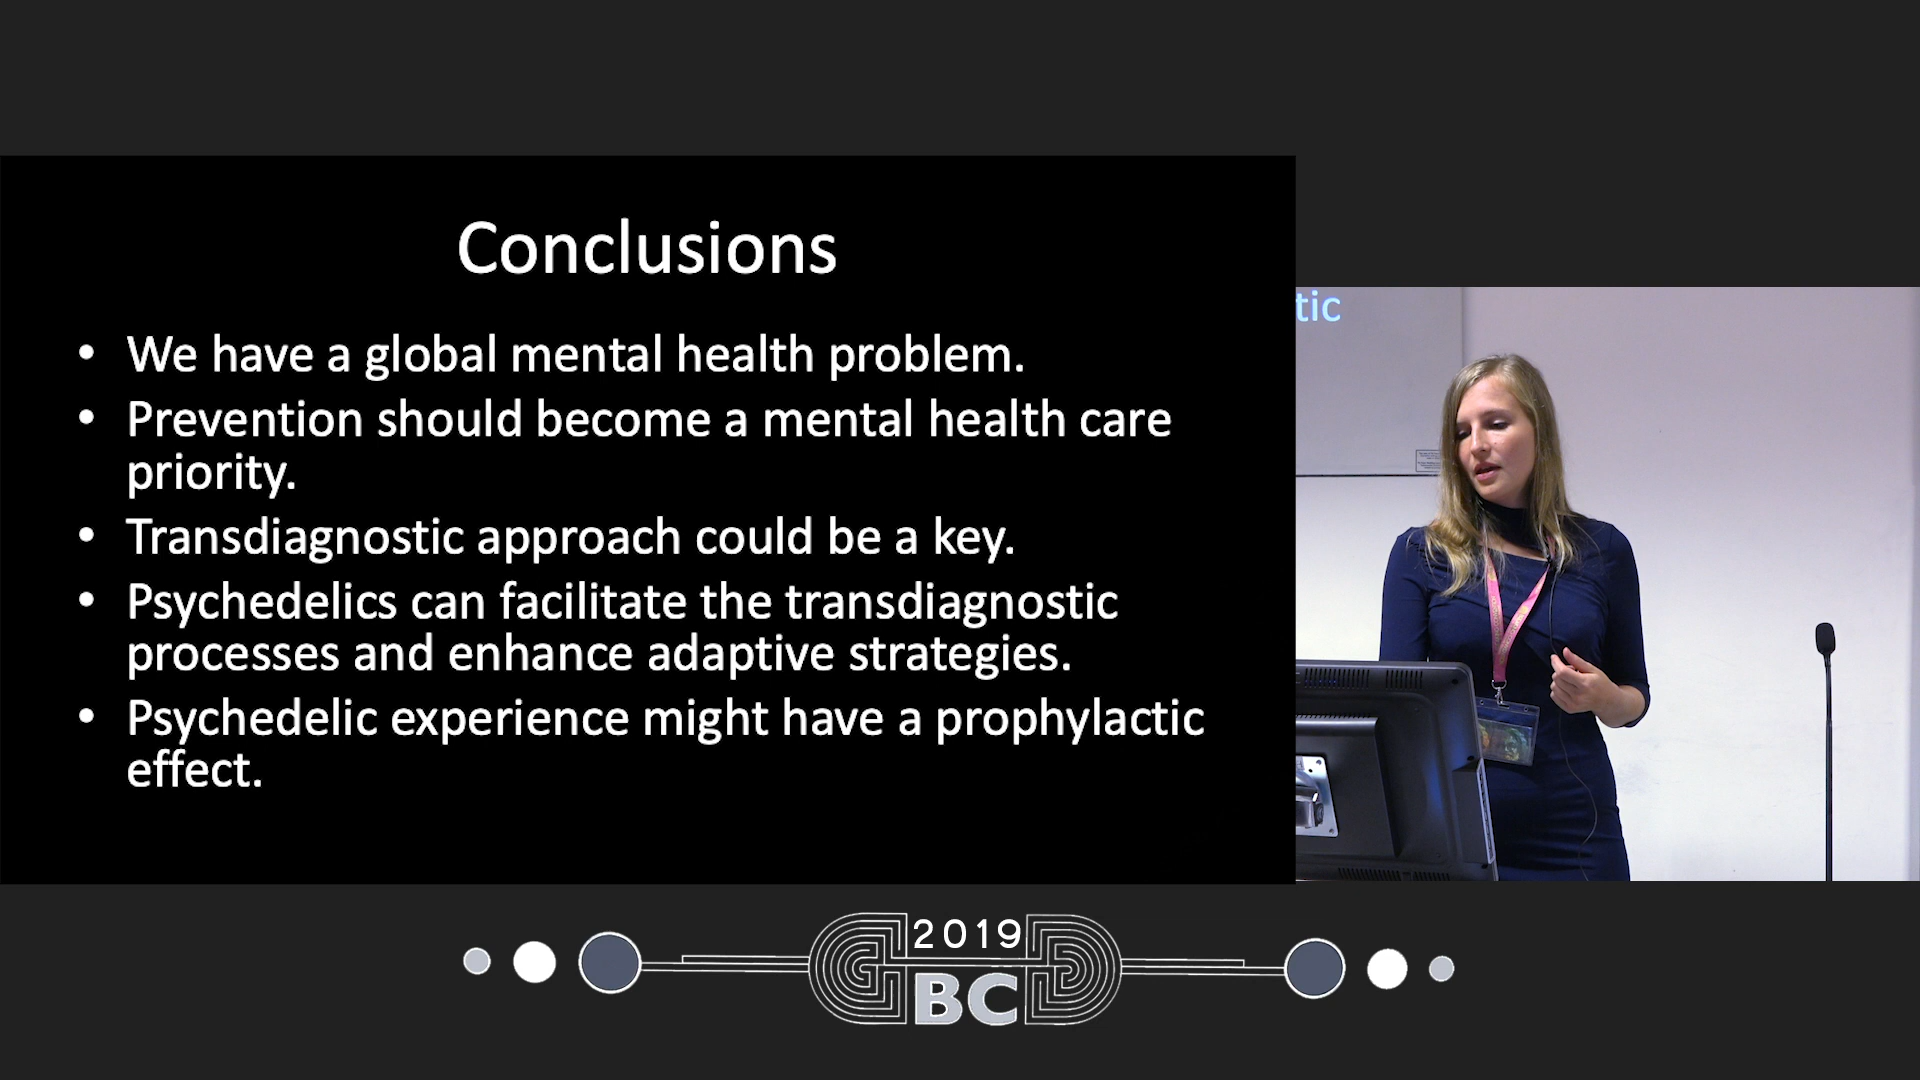 Conclusions
• We have a global mental health problem.
• Prevention should become a mental health care
priority.
• Transdiagnostic approach could be a key.
• Psychedelics can facilitate the transdiagnostic
processes and enhance adaptive strategies.
• Psychedelic experience might have a prophylactic
effect.
tic
2019
BC